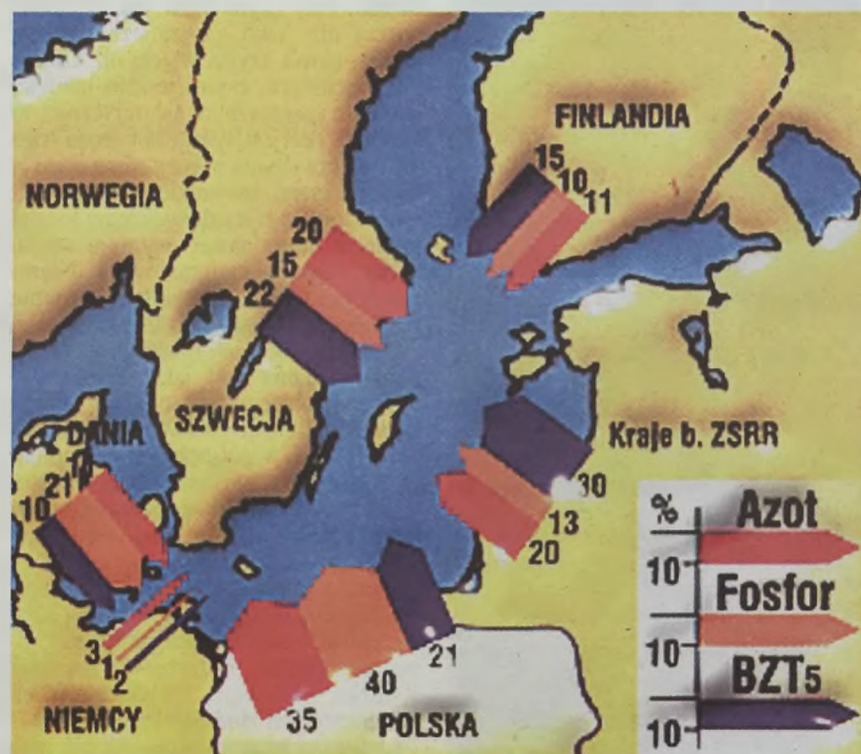 FINLANDIA
15
10
11
NORWEGIA
20
15
22
SZWECJA
DANIA
21
10
Kraje b. ZSRR
30
13
20
3
1
2
NIEMCY
35
40
21
POLSKA
% Azot
10
Fosfor
10
BZT5
10